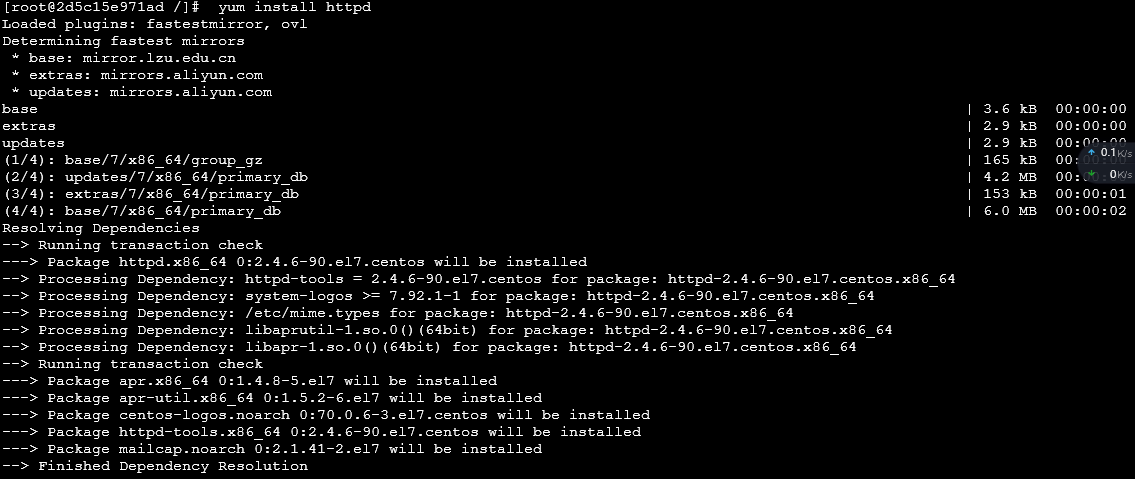 [root@2d5c15e971ad /]#  yum install httpd
Loaded plugins: fastestmirror, ovl
Determining fastest mirrors
 * base: mirror.lzu.edu.cn
 * extras: mirrors.aliyun.com
 * updates: mirrors.aliyun.com
base | 3.6 kB 00:00:00
extras | 2.9 kB 00:00:00
updates | 2.9 kB 00:00:00
(1/4): base/7/x86_64/group_gz | 165 kB 00:
0.1K/s
(2/4): updates/7/x86_64/primary_db | 4.2 MB 00:
0K/s
(3/4): extras/7/x86_64/primary_db | 153 kB 00:00:01
(4/4): base/7/x86_64/primary_db | 6.0 MB 00:00:02
Resolving Dependencies
--> Running transaction check
---> Package httpd.x86_64 0:2.4.6-90.el7.centos will be installed
--> Processing Dependency: httpd-tools = 2.4.6-90.el7.centos for package: httpd-2.4.6-90.el7.centos.x86_64
--> Processing Dependency: system-logos >= 7.92.1-1 for package: httpd-2.4.6-90.el7.centos.x86_64
--> Processing Dependency: /etc/mime.types for package: httpd-2.4.6-90.el7.centos.x86_64
--> Processing Dependency: libaprutil-1.so.0()(64bit) for package: httpd-2.4.6-90.el7.centos.x86_64
--> Processing Dependency: libapr-1.so.0()(64bit) for package: httpd-2.4.6-90.el7.centos.x86_64
--> Running transaction check
---> Package apr.x86_64 0:1.4.8-5.el7 will be installed
---> Package apr-util.x86_64 0:1.5.2-6.el7 will be installed
---> Package centos-logos.noarch 0:70.0.6-3.el7.centos will be installed
---> Package httpd-tools.x86_64 0:2.4.6-90.el7.centos will be installed
---> Package mailcap.noarch 0:2.1.41-2.el7 will be installed
--> Finished Dependency Resolution